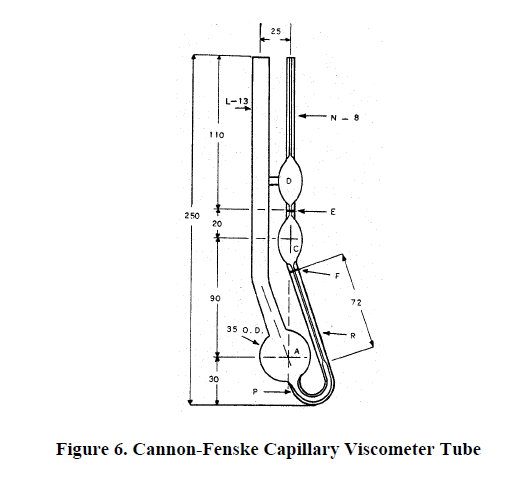 25
L-13
N - 8
110
D
E
250
20
C
F
90
72
35 O. D.
R
A
30
P
Figure 6. Cannon-Fenske Capillary Viscometer Tube